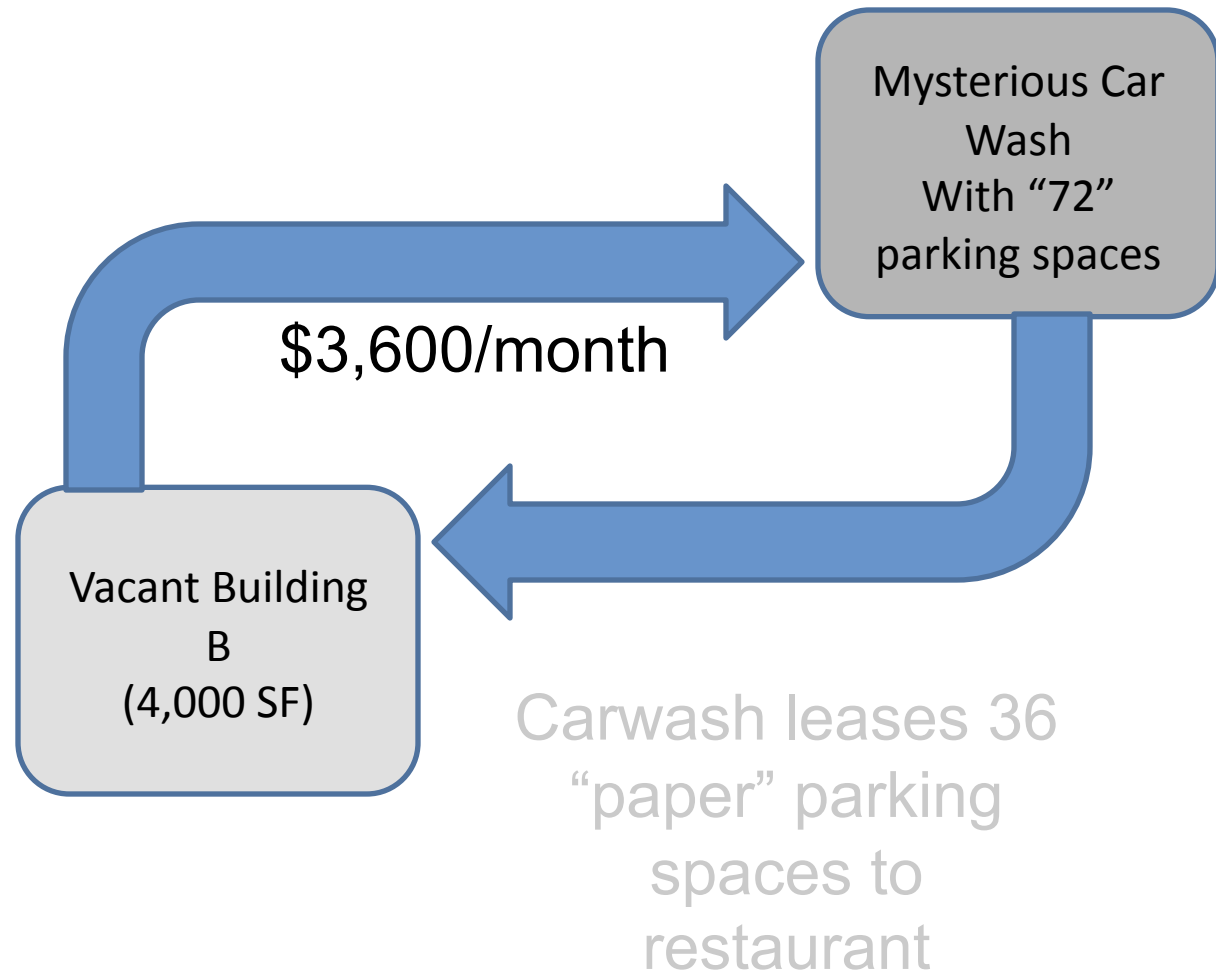 Mysterious Car
Wash
With “72”
parking spaces
$3,600/month
Vacant Building
B
(4,000 SF)
Carwash leases 36
“paper” parking
spaces to
restaurant